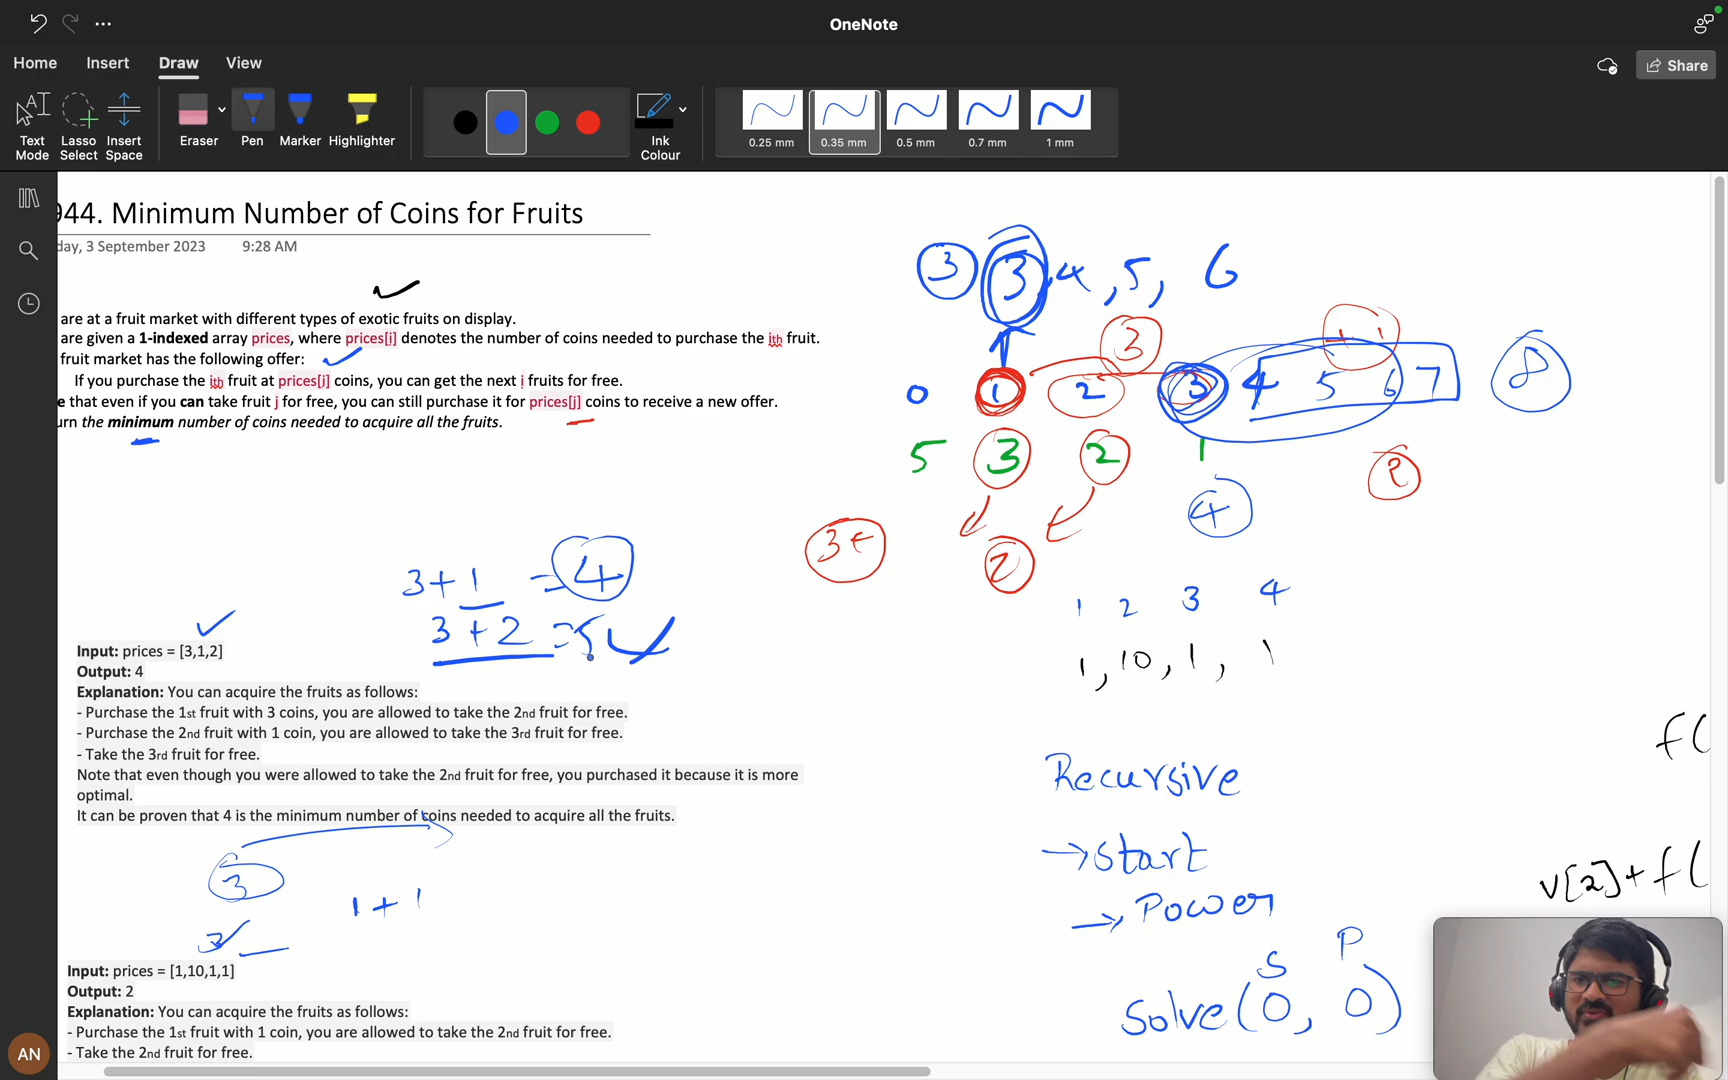 OneNote
Home Insert Draw View
Share
Text Mode
Lasso Select
Insert Space
Eraser
Pen
Marker
Highlighter
Ink Colour
0.25 mm
0.35 mm
0.5 mm
0.7 mm
1 mm
944. Minimum Number of Coins for Fruits
day, 3 September 2023 9:28 AM
are at a fruit market with different types of exotic fruits on display.
are given a 1-indexed array prices, where prices[i] denotes the number of coins needed to purchase the ith fruit.
fruit market has the following offer:
If you purchase the ith fruit at prices[i] coins, you can get the next i fruits for free.
e that even if you can take fruit j for free, you can still purchase it for prices[j] coins to receive a new offer.
urn the minimum number of coins needed to acquire all the fruits.
3 3, 4, 5, 6
3
0 1 2 3 4 5 6 7 8
5 3 2 1
4
2
3+
2
3+1 = 4
3+2 = 5
1 2 3 4
1, 10, 1, 1
Input: prices = [3,1,2]
Output: 4
Explanation: You can acquire the fruits as follows:
- Purchase the 1st fruit with 3 coins, you are allowed to take the 2nd fruit for free.
- Purchase the 2nd fruit with 1 coin, you are allowed to take the 3rd fruit for free.
- Take the 3rd fruit for free.
Note that even though you were allowed to take the 2nd fruit for free, you purchased it because it is more
optimal.
It can be proven that 4 is the minimum number of coins needed to acquire all the fruits.
3
1+1
f(
Recursive
→ start
→ Power
v[2]+f(
S P
solve(0, 0)
Input: prices = [1,10,1,1]
Output: 2
Explanation: You can acquire the fruits as follows:
- Purchase the 1st fruit with 1 coin, you are allowed to take the 2nd fruit for free.
- Take the 2nd fruit for free.
AN